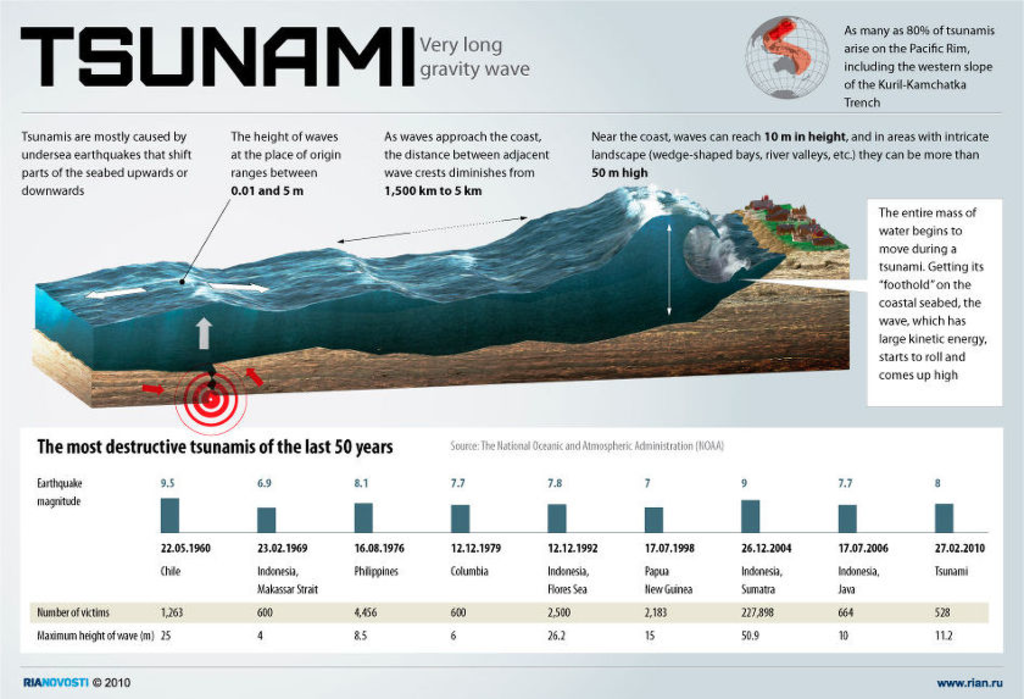 TSUNAMI
Very long
gravity wave
As many as 80% of tsunamis
arise on the Pacific Rim,
including the western slope
of the Kuril-Kamchatka
Trench
Tsunamis are mostly caused by
undersea earthquakes that shift
parts of the seabed upwards or
downwards
The height of waves
at the place of origin
ranges between
0.01 and 5 m
As waves approach the coast,
the distance between adjacent
wave crests diminishes from
1,500 km to 5 km
Near the coast, waves can reach 10 m in height, and in areas with intricate
landscape (wedge-shaped bays, river valleys, etc.) they can be more than
50 m high
The entire mass of
water begins to
move during a
tsunami. Getting its
"foothold" on the
coastal seabed, the
wave, which has
large kinetic energy,
starts to roll and
comes up high
The most destructive tsunamis of the last 50 years
Source: The National Oceanic and Atmospheric Administration (NOAA)
Earthquake
magnitude
9.5 6.9 8.1 7.7 7.8 7 9 7.7 8
22.05.1960 23.02.1969 16.08.1976 12.12.1979 12.12.1992 17.07.1998 26.12.2004 17.07.2006 27.02.2010
Chile Indonesia, Philippines Columbia Indonesia, Papua Indonesia, Indonesia, Tsunami
Makassar Strait Flores Sea New Guinea Sumatra Java
Number of victims 1,263 600 4,456 600 2,500 2,183 227,898 664 528
Maximum height of wave (m) 25 4 8.5 6 26.2 15 50.9 10 11.2
RIANOVOSTI © 2010
www.rian.ru